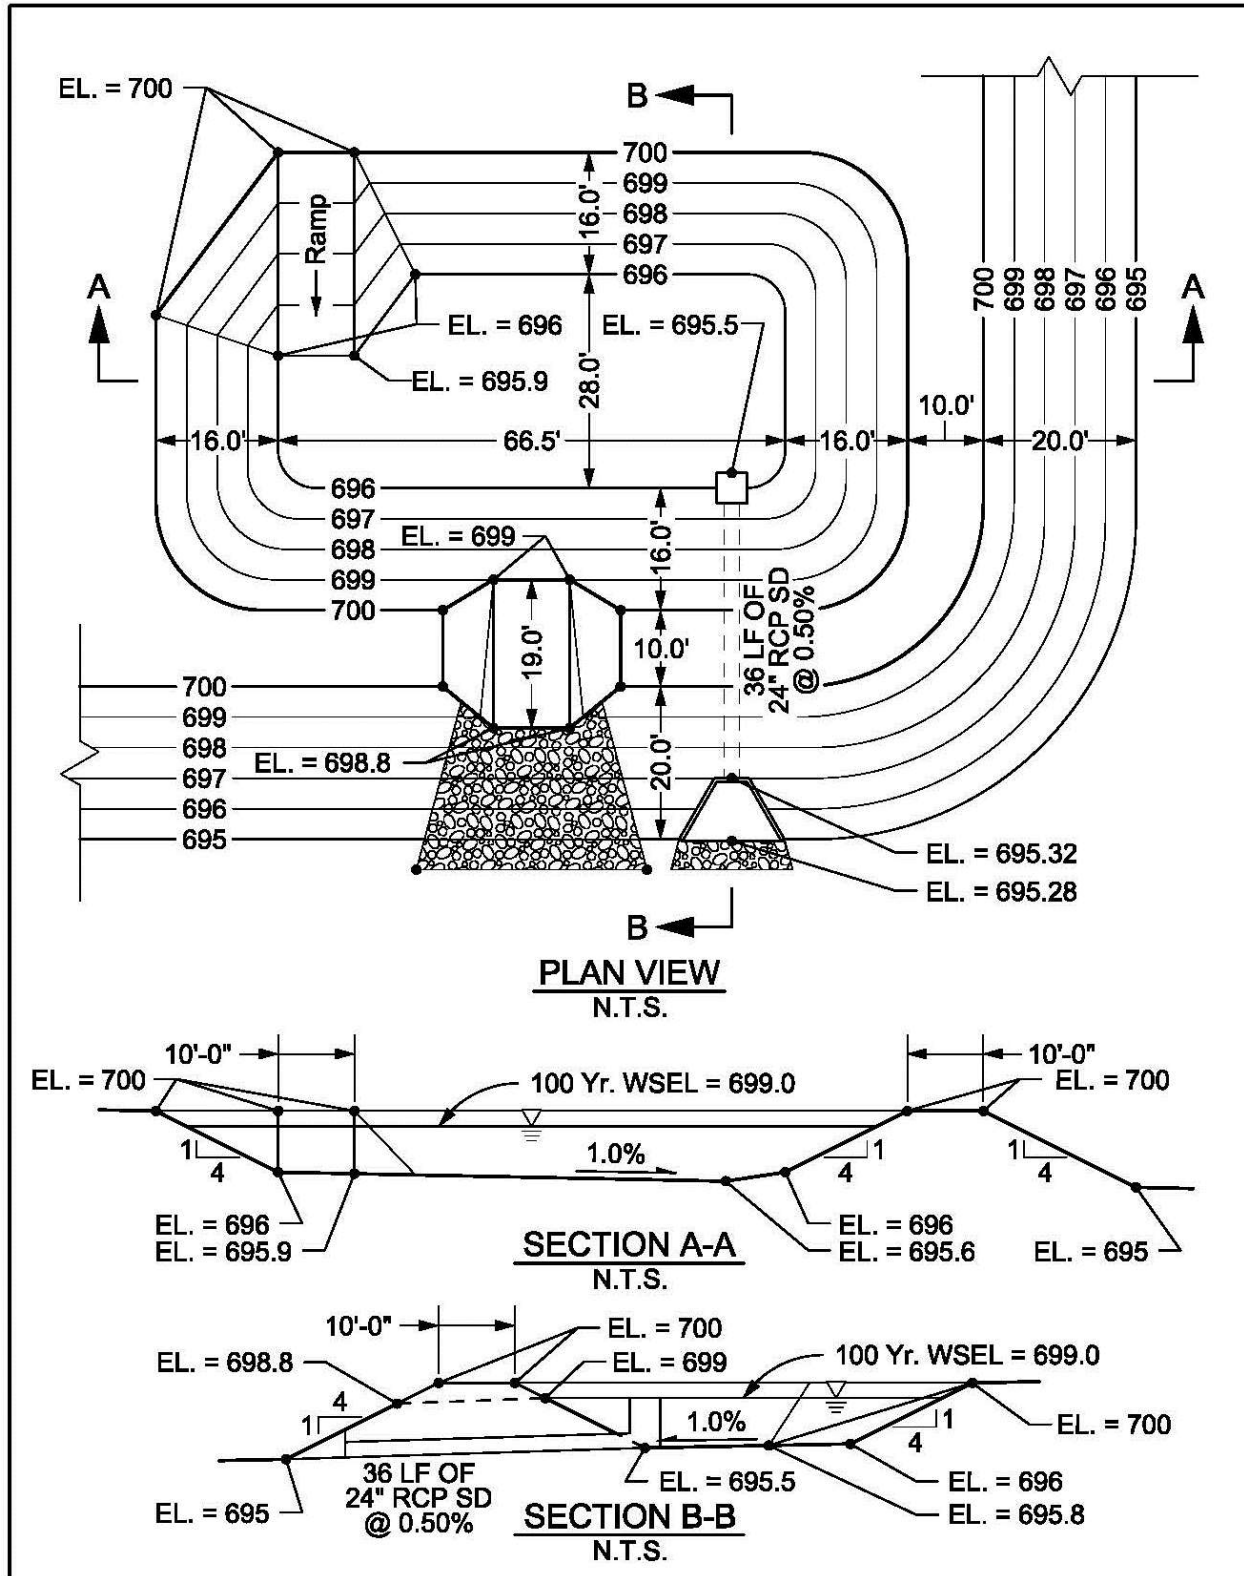 B
EL. = 700
700
699
698
697
696
16.0'
Ramp
A
700
699
698
697
696
695
A
EL. = 696
EL. = 695.5
EL. = 695.9
28.0'
10.0'
16.0'
66.5'
16.0'
20.0'
696
697
698
EL. = 699
699
700
16.0'
36 LF OF
24" RCP SD
@ 0.50%
19.0'
10.0'
700
699
698
EL. = 698.8
697
20.0'
696
695
EL. = 695.32
EL. = 695.28
B
PLAN VIEW
N.T.S.
10'-0"
10'-0"
EL. = 700
100 Yr. WSEL = 699.0
EL. = 700
1
4
1.0%
4
1
1
4
EL. = 696
EL. = 695.9
EL. = 696
EL. = 695.6
EL. = 695
SECTION A-A
N.T.S.
10'-0"
EL. = 700
EL. = 698.8
EL. = 699
100 Yr. WSEL = 699.0
4
1
1.0%
1
4
EL. = 700
36 LF OF
24" RCP SD
@ 0.50%
EL. = 695.5
EL. = 696
EL. = 695
EL. = 695.8
SECTION B-B
N.T.S.